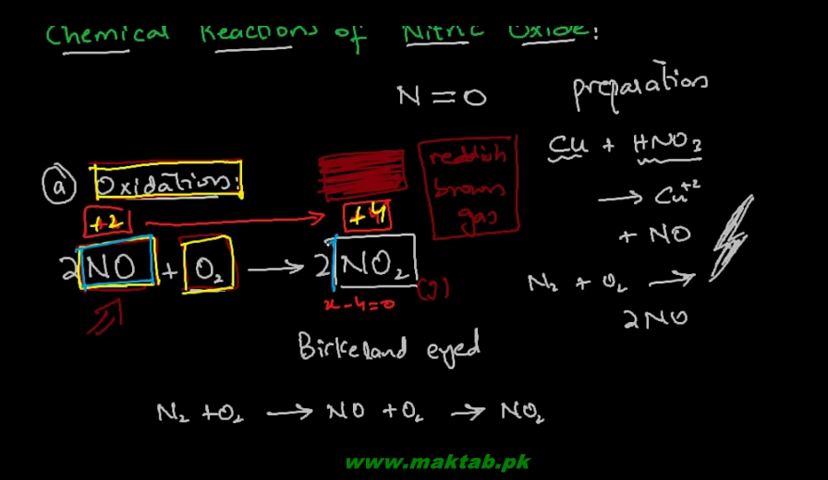 Chemical Reactions of Nitric Oxide:
N=O
preparation
Cu + HNO3
→ Cu+2
+ NO
N2 + O2 →
2NO
a Oxidation:
reddish
brown
gas
+2 → +4
2NO + O2 → 2NO2
x-4=0
(g)
Birkeland eyed
N2 + O2 → NO + O2 → NO2
www.maktab.pk